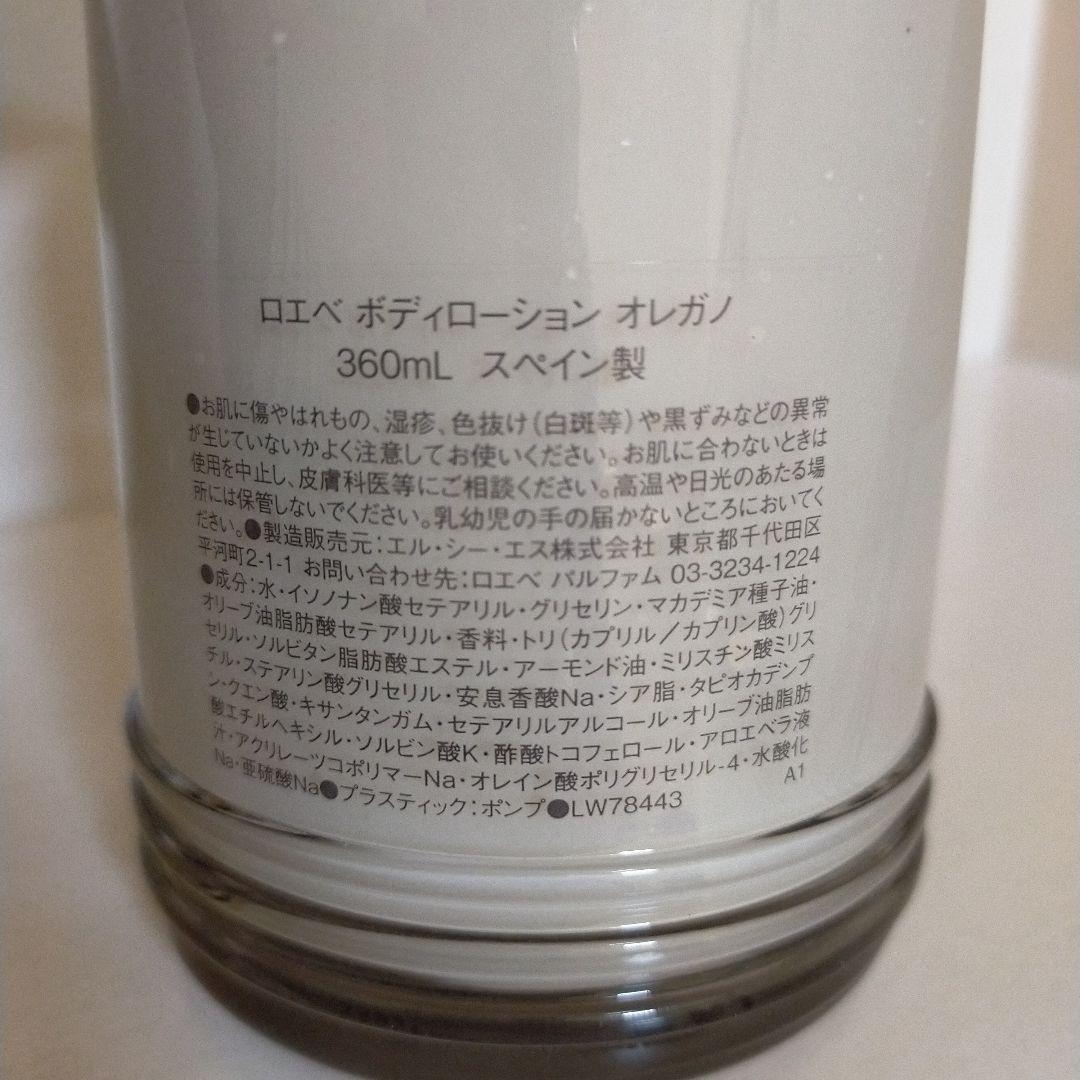 ロエベ ボディローション オレガノ
360mL スペイン製
●お肌に傷やはれもの、湿疹、色抜け(白斑等)や黒ずみなどの異常
が生じていないかよく注意してお使いください。お肌に合わないときは
使用を中止し、皮膚科医等にご相談ください。高温や日光のあたる場
所には保管しないでください。乳幼児の手の届かないところにおいてく
ださい。●製造販売元:エル・シー・エス株式会社 東京都千代田区
平河町2-1-1 お問い合わせ先:ロエベ パルファム 03-3234-1224
●成分:水・イソノナン酸セテアリル・グリセリン・マカデミア種子油・
オリーブ油脂肪酸セテアリル・香料・トリ(カプリル/カプリン酸)グリ
セリル・ソルビタン脂肪酸エステル・アーモンド油・ミリスチン酸ミリス
チル・ステアリン酸グリセリル・安息香酸Na・シア脂・タピオカデンプ
ン・クエン酸・キサンタンガム・セテアリルアルコール・オリーブ油脂肪
酸エチルヘキシル・ソルビン酸K・酢酸トコフェロール・アロエベラ液
汁・アクリレーツコポリマーNa・オレイン酸ポリグリセリル-4・水酸化
Na・亜硫酸Na●プラスティック:ポンプ●LW78443
A1